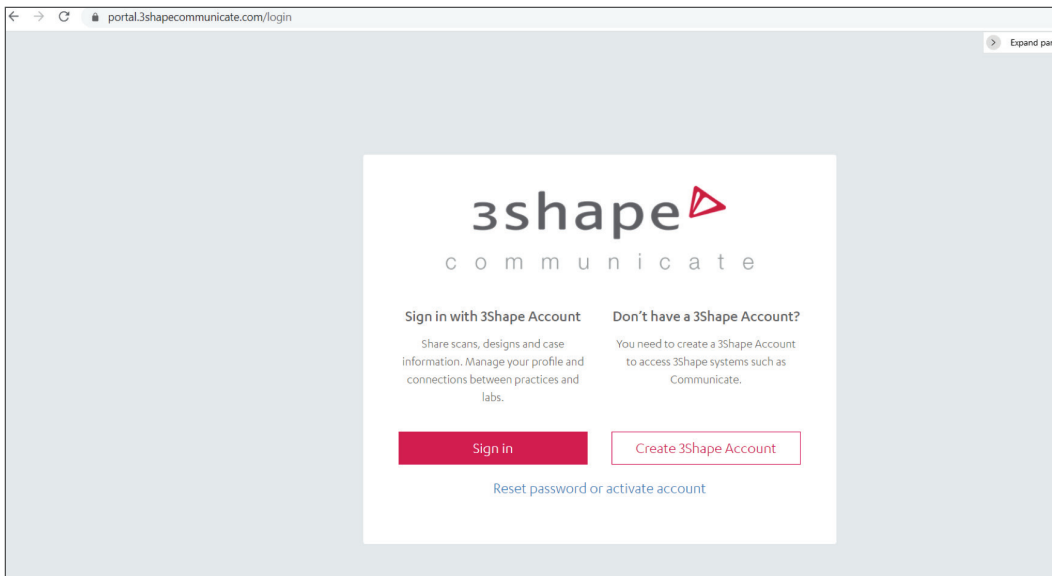 portal.3shapecommunicate.com/login
Expand par
3shape
communicate
Sign in with 3Shape Account
Share scans, designs and case
information. Manage your profile and
connections between practices and
labs.
Sign in
Don't have a 3Shape Account?
You need to create a 3Shape Account
to access 3Shape systems such as
Communicate.
Create 3Shape Account
Reset password or activate account